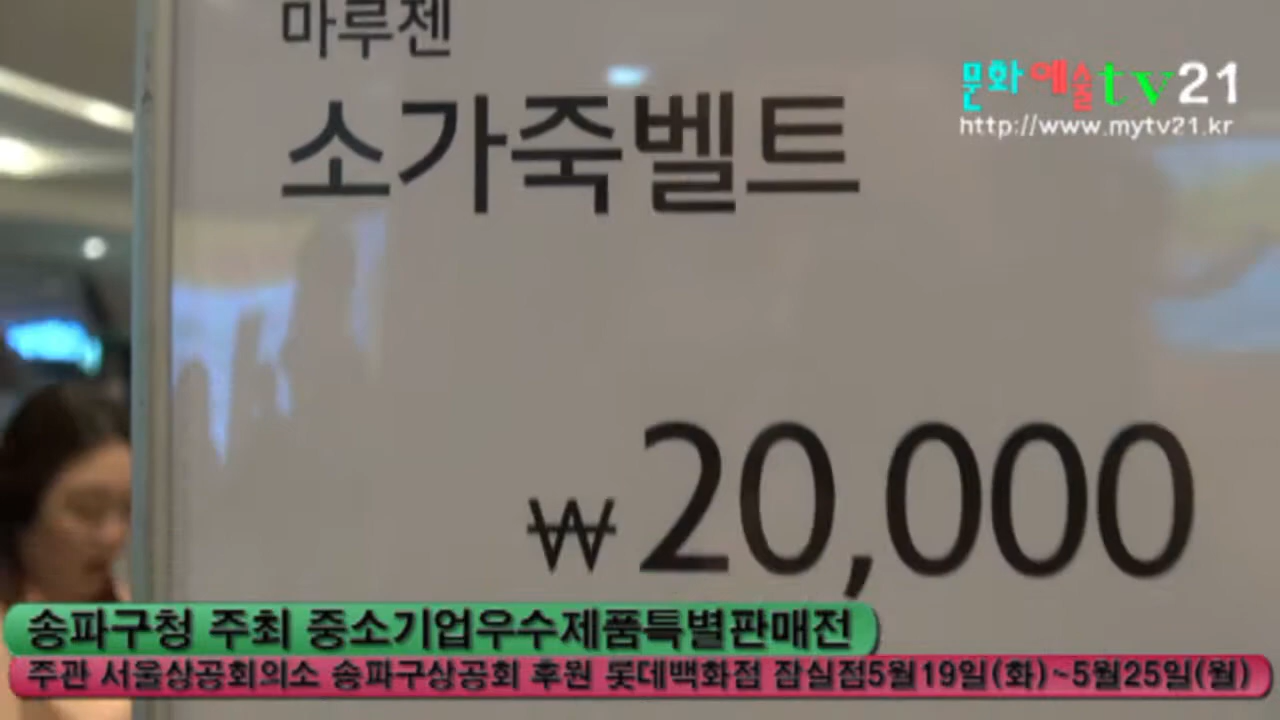 마루젠
소가죽벨트
₩20,000
문화예술tv21
http://www.mytv21.kr
송파구청 주최 중소기업우수제품특별판매전
주관 서울상공회의소 송파구상공회 후원 롯데백화점 잠실점5월19일(화)~5월25일(월)